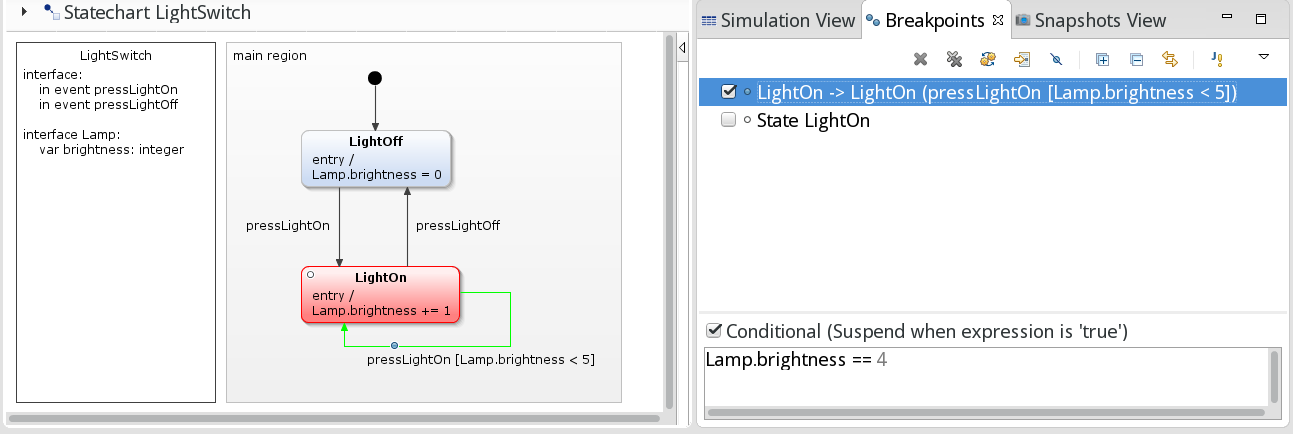 Statechart LightSwitch
LightSwitch
interface:
in event pressLightOn
in event pressLightOff
interface Lamp:
var brightness: integer
main region
LightOff
entry /
Lamp.brightness = 0
pressLightOn
pressLightOff
LightOn
entry /
Lamp.brightness += 1
pressLightOn [Lamp.brightness < 5]
Simulation View
Breakpoints
Snapshots View
LightOn -> LightOn (pressLightOn [Lamp.brightness < 5])
State LightOn
Conditional (Suspend when expression is 'true')
Lamp.brightness == 4